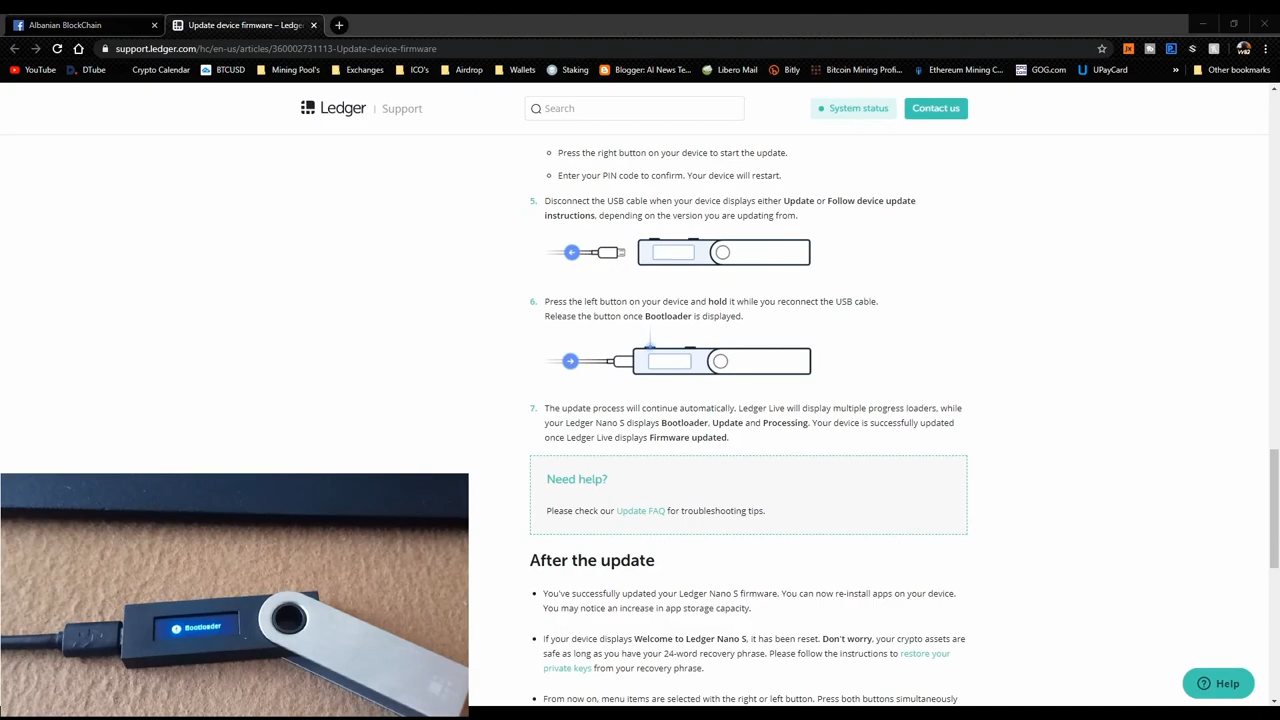 Albanian BlockChain
Update device firmware – Ledge
support.ledger.com/hc/en-us/articles/360002731113-Update-device-firmware
YouTube DTube Crypto Calendar BTCUSD Mining Pool's Exchanges ICO's Airdrop Wallets Staking Blogger: AI News Te... Libero Mail Bitly Bitcoin Mining Profi... Ethereum Mining C... GOG.com UPayCard » Other bookmarks
Ledger | Support
Search
System status
Contact us
Press the right button on your device to start the update.
Enter your PIN code to confirm. Your device will restart.
5. Disconnect the USB cable when your device displays either Update or Follow device update
instructions, depending on the version you are updating from.
6. Press the left button on your device and hold it while you reconnect the USB cable.
Release the button once Bootloader is displayed.
7. The update process will continue automatically. Ledger Live will display multiple progress loaders, while
your Ledger Nano S displays Bootloader, Update and Processing. Your device is successfully updated
once Ledger Live displays Firmware updated.
Need help?
Please check our Update FAQ for troubleshooting tips.
After the update
You've successfully updated your Ledger Nano S firmware. You can now re-install apps on your device.
You may notice an increase in app storage capacity.
If your device displays Welcome to Ledger Nano S, it has been reset. Don't worry, your crypto assets are
safe as long as you have your 24-word recovery phrase. Please follow the instructions to restore your
private keys from your recovery phrase.
From now on, menu items are selected with the right or left button. Press both buttons simultaneously
Bootloader
Help